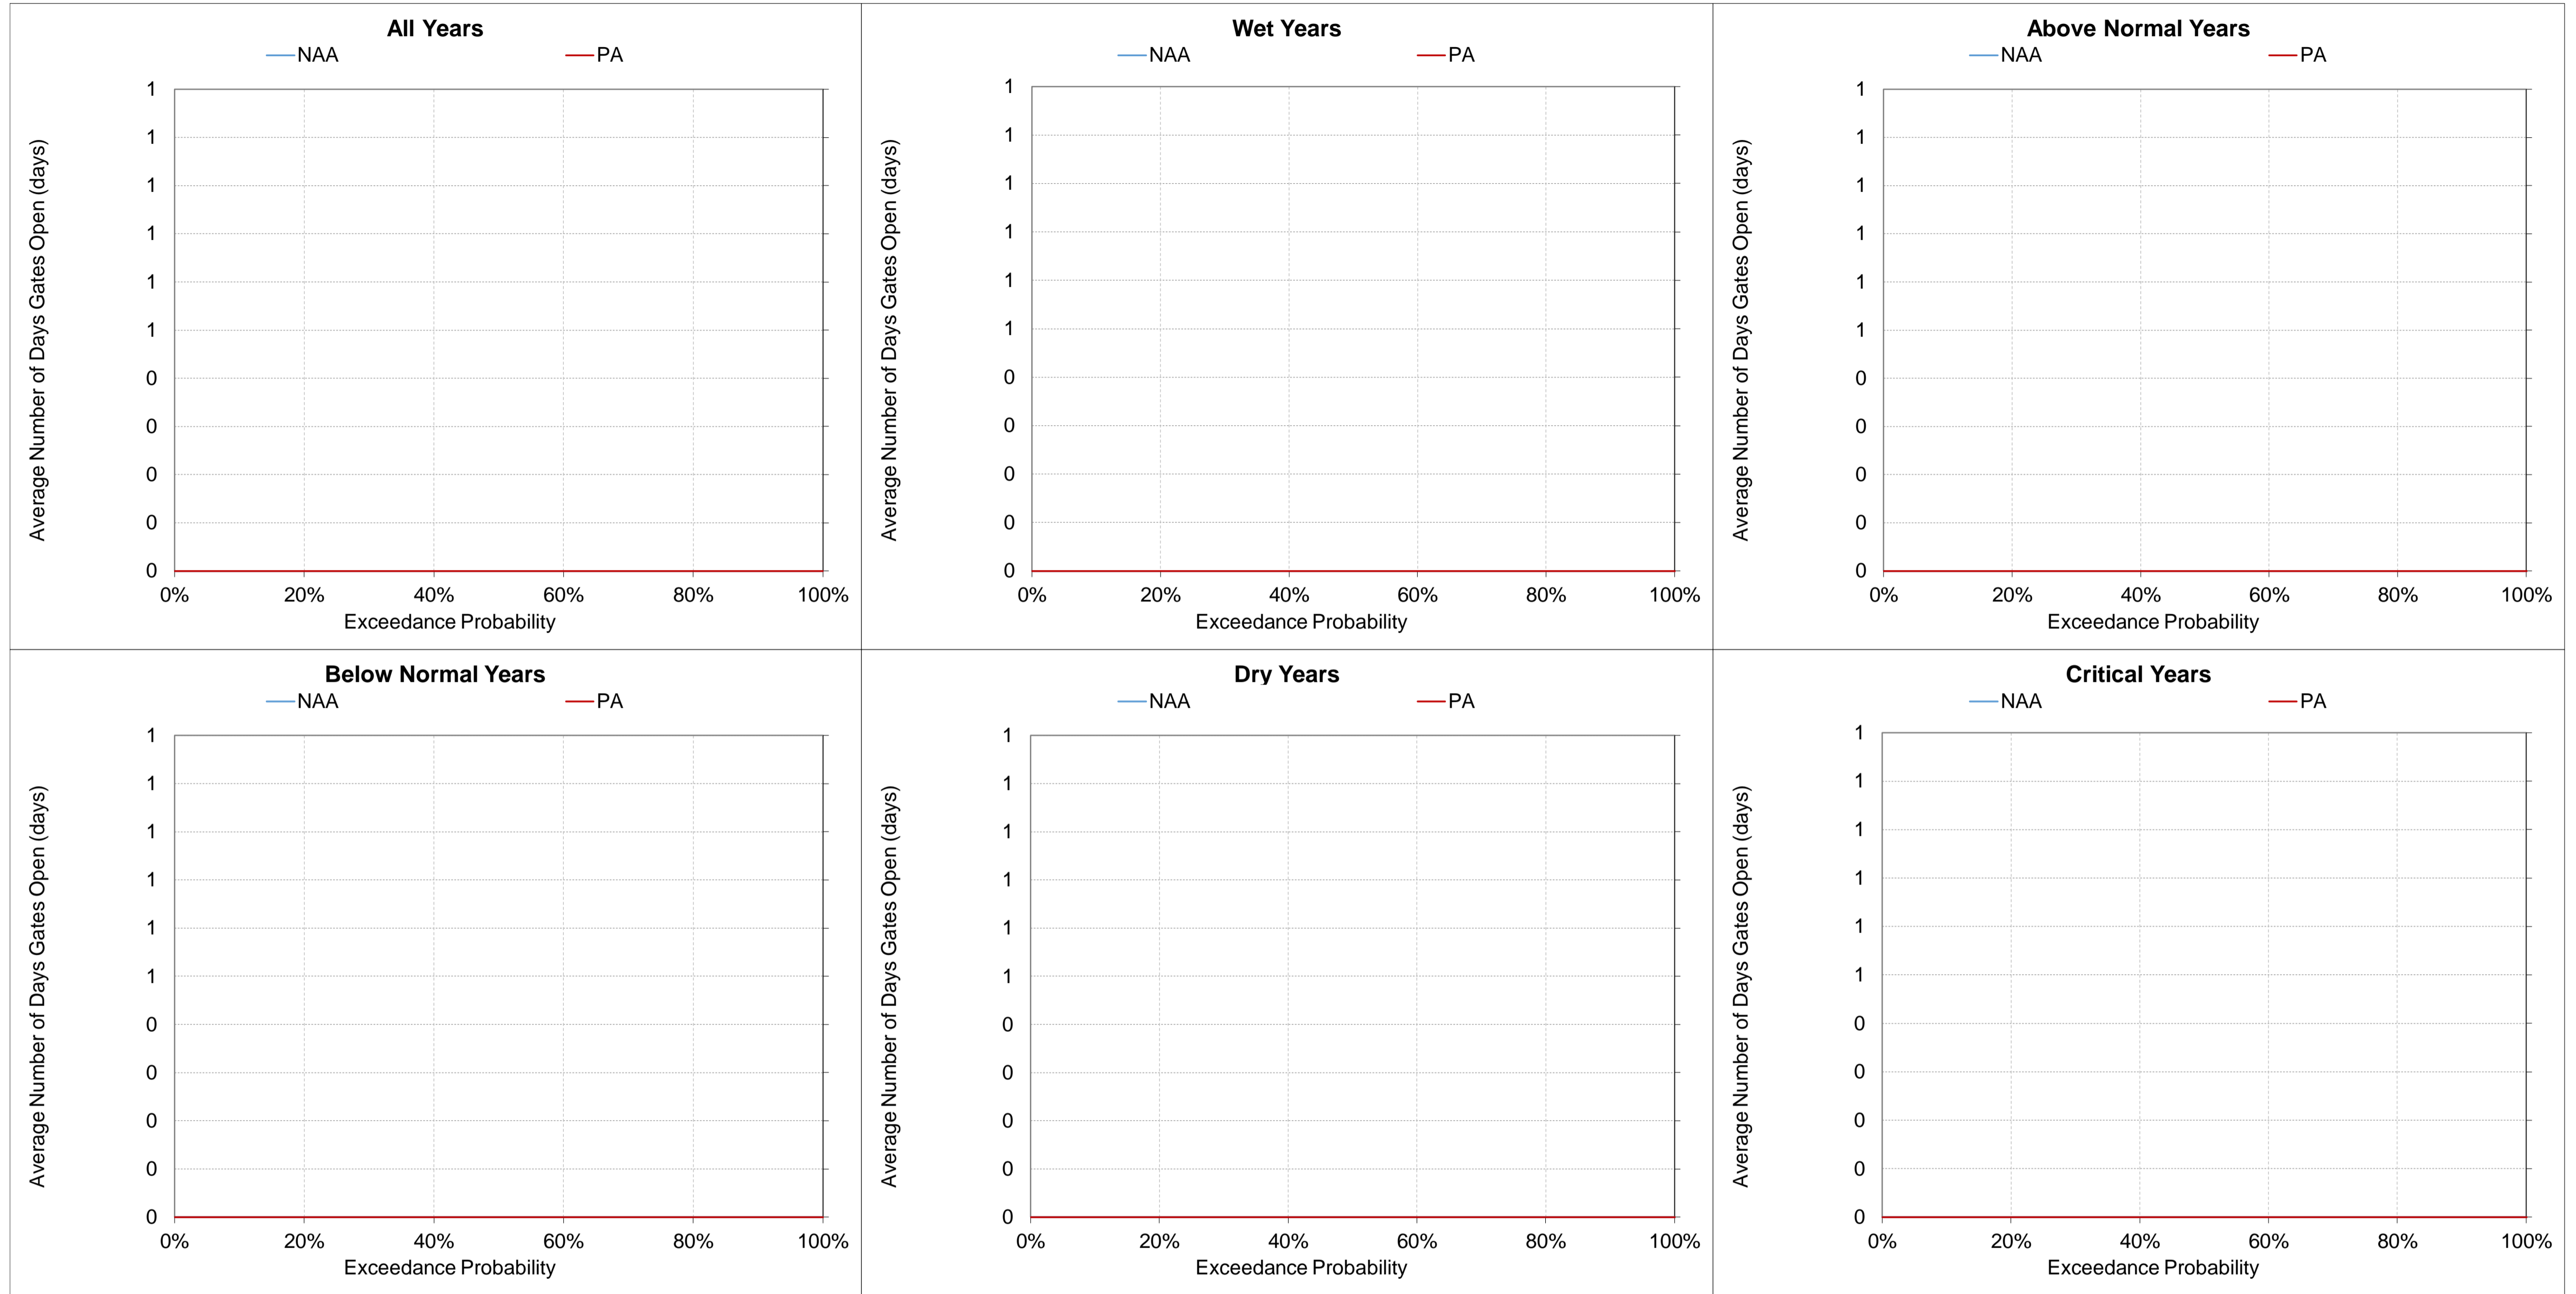 All Years
NAA PA
Average Number of Days Gates Open (days)
1
1
1
1
1
1
0
0
0
0
0
0% 20% 40% 60% 80% 100%
Exceedance Probability
Wet Years
NAA PA
Average Number of Days Gates Open (days)
1
1
1
1
1
1
0
0
0
0
0
0% 20% 40% 60% 80% 100%
Exceedance Probability
Above Normal Years
NAA PA
Average Number of Days Gates Open (days)
1
1
1
1
1
1
0
0
0
0
0
0% 20% 40% 60% 80% 100%
Exceedance Probability
Below Normal Years
NAA PA
Average Number of Days Gates Open (days)
1
1
1
1
1
1
0
0
0
0
0
0% 20% 40% 60% 80% 100%
Exceedance Probability
Dry Years
NAA PA
Average Number of Days Gates Open (days)
1
1
1
1
1
1
0
0
0
0
0
0% 20% 40% 60% 80% 100%
Exceedance Probability
Critical Years
NAA PA
Average Number of Days Gates Open (days)
1
1
1
1
1
1
0
0
0
0
0
0% 20% 40% 60% 80% 100%
Exceedance Probability